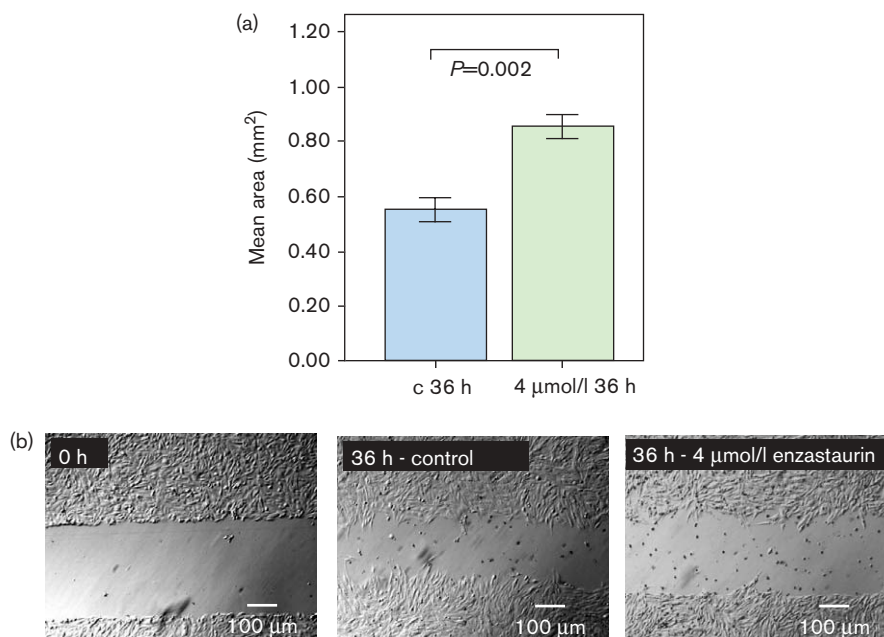 (a)
1.20
1.00
0.80
0.60
0.40
0.20
0.00
Mean area (mm²)
P=0.002
c 36 h
4 µmol/l 36 h
(b)
0 h
100 µm
36 h - control
100 µm
36 h - 4 µmol/l enzastaurin
100 µm